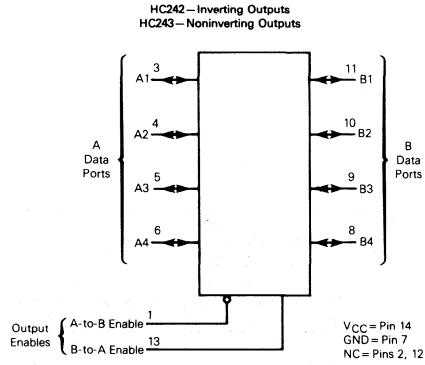 HC242—Inverting Outputs
HC243—Noninverting Outputs
A1 3
A2 4
A3 5
A4 6
A
Data
Ports
11 B1
10 B2
9 B3
8 B4
B
Data
Ports
Output
Enables
A-to-B Enable 1
B-to-A Enable 13
VCC = Pin 14
GND = Pin 7
NC = Pins 2, 12